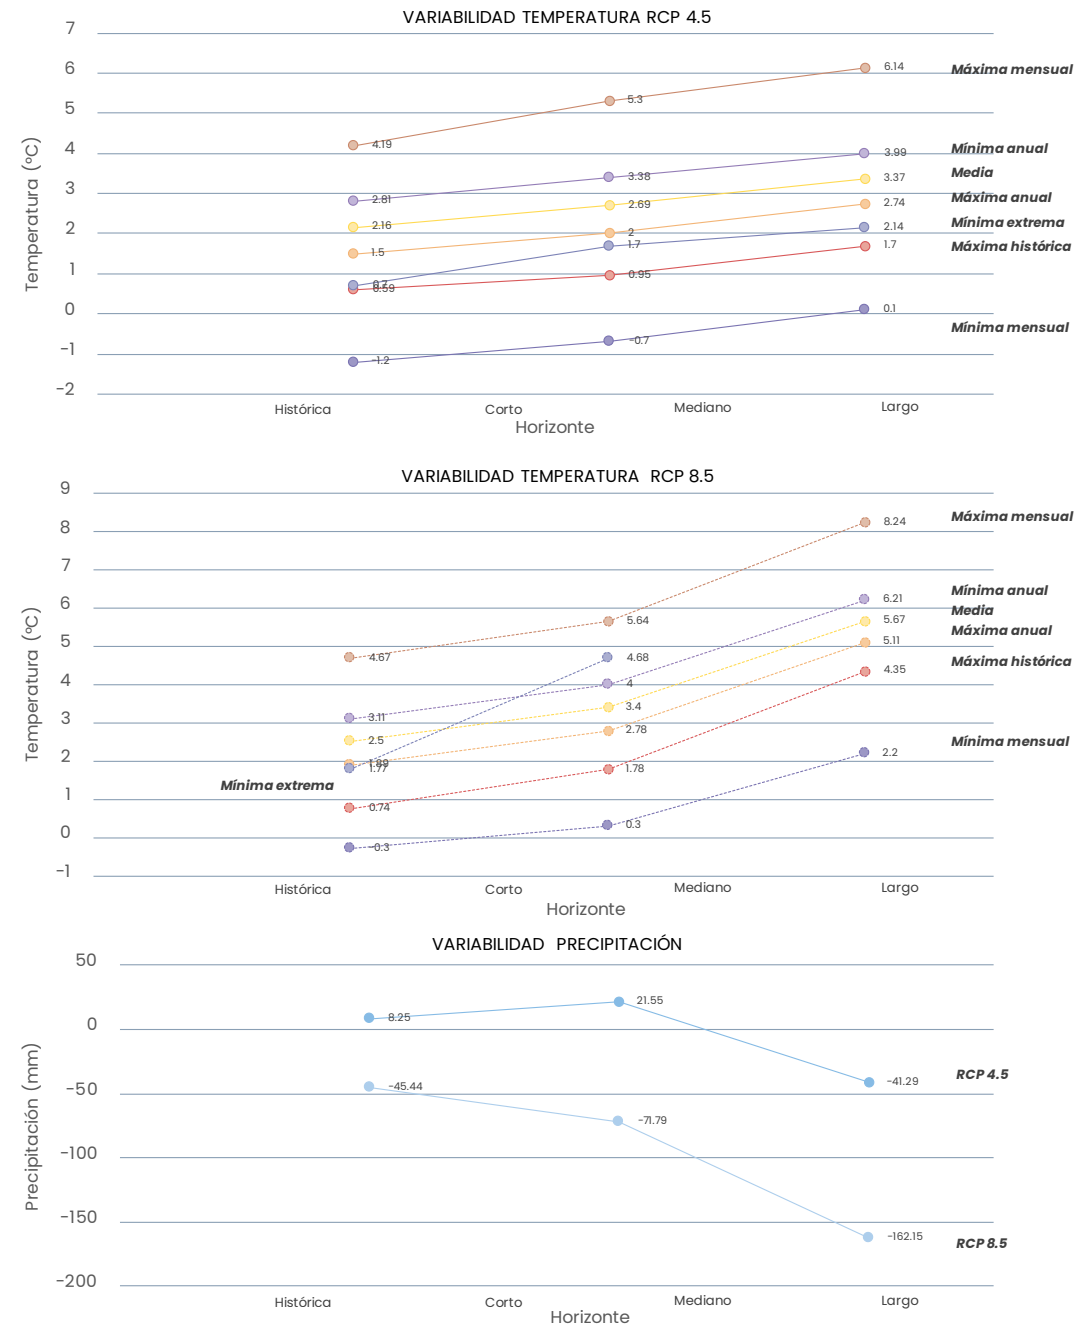 VARIABILIDAD TEMPERATURA RCP 4.5
7
6
5
4
3
2
1
0
-1
-2
Temperatura (ºC)
4.19
5.3
6.14
Máxima mensual
2.81
3.38
3.99
Mínima anual
2.16
2.69
3.37
Media
1.5
2
2.74
Máxima anual
0.7
1.7
2.14
Mínima extrema
0.59
0.95
1.7
Máxima histórica
-1.2
-0.7
0.1
Mínima mensual
Histórica
Corto
Mediano
Largo
Horizonte
VARIABILIDAD TEMPERATURA RCP 8.5
9
8
7
6
5
4
3
2
1
0
-1
Temperatura (ºC)
4.67
5.64
8.24
Máxima mensual
3.11
4
6.21
Mínima anual
2.5
3.4
5.67
Media
1.89
2.78
5.11
Máxima anual
1.77
4.68
Mínima extrema
0.74
1.78
4.35
Máxima histórica
-0.3
0.3
2.2
Mínima mensual
Histórica
Corto
Mediano
Largo
Horizonte
VARIABILIDAD PRECIPITACIÓN
50
0
-50
-100
-150
-200
Precipitación (mm)
8.25
21.55
-41.29
RCP 4.5
-45.44
-71.79
-162.15
RCP 8.5
Histórica
Corto
Mediano
Largo
Horizonte